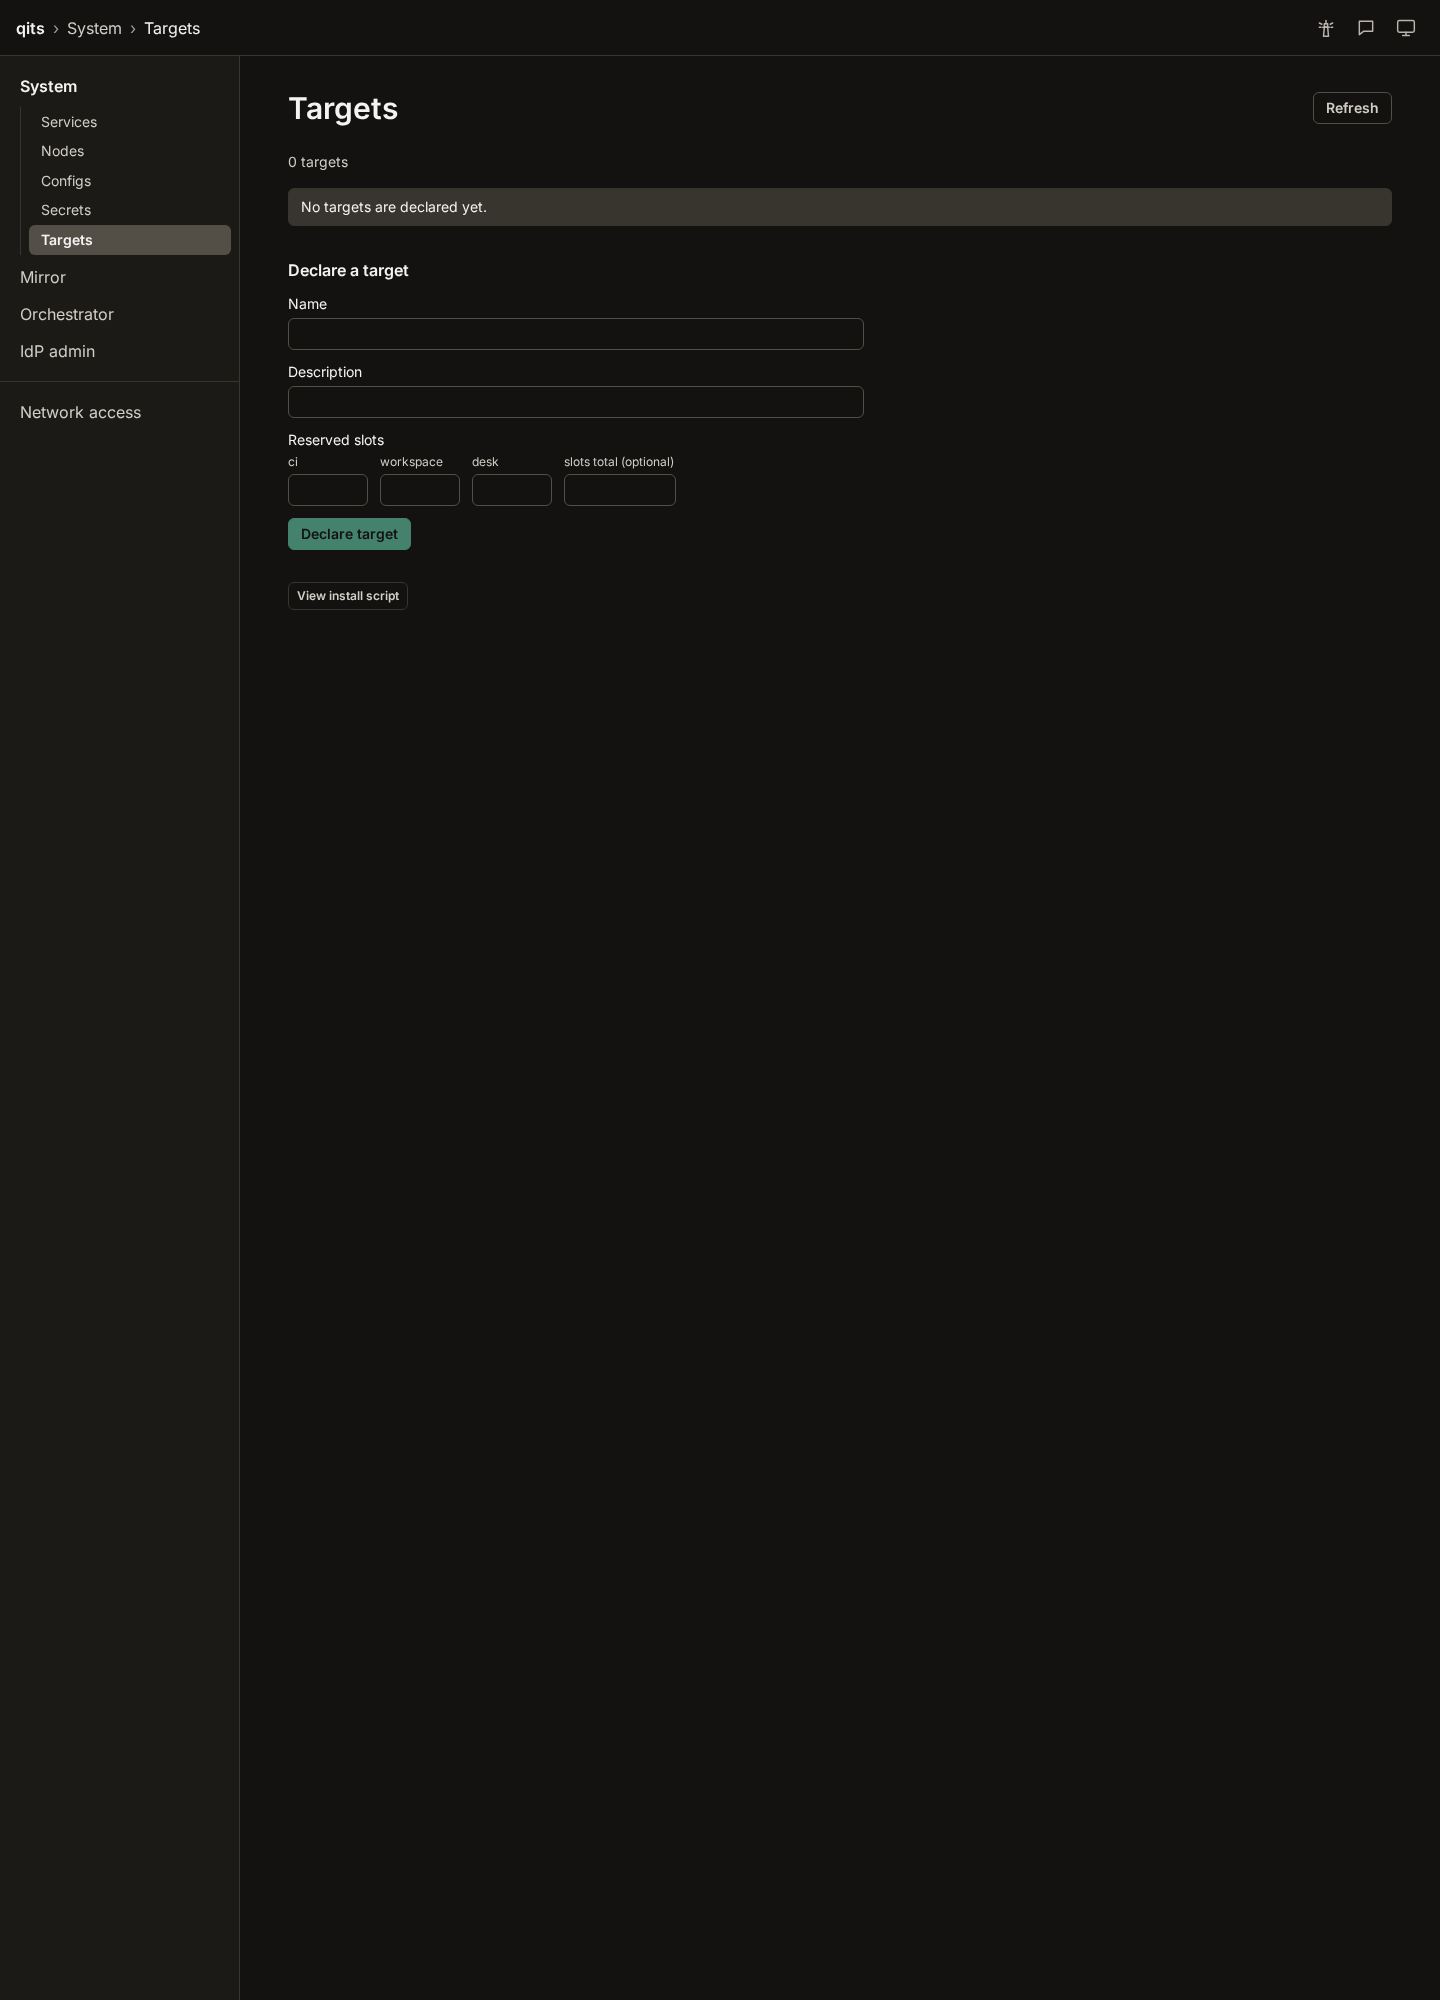 qits › System › Targets
System
Services
Nodes
Configs
Secrets
Targets
Mirror
Orchestrator
IdP admin
Network access
Targets
Refresh
0 targets
No targets are declared yet.
Declare a target
Name
Description
Reserved slots
ci workspace desk slots total (optional)
Declare target
View install script